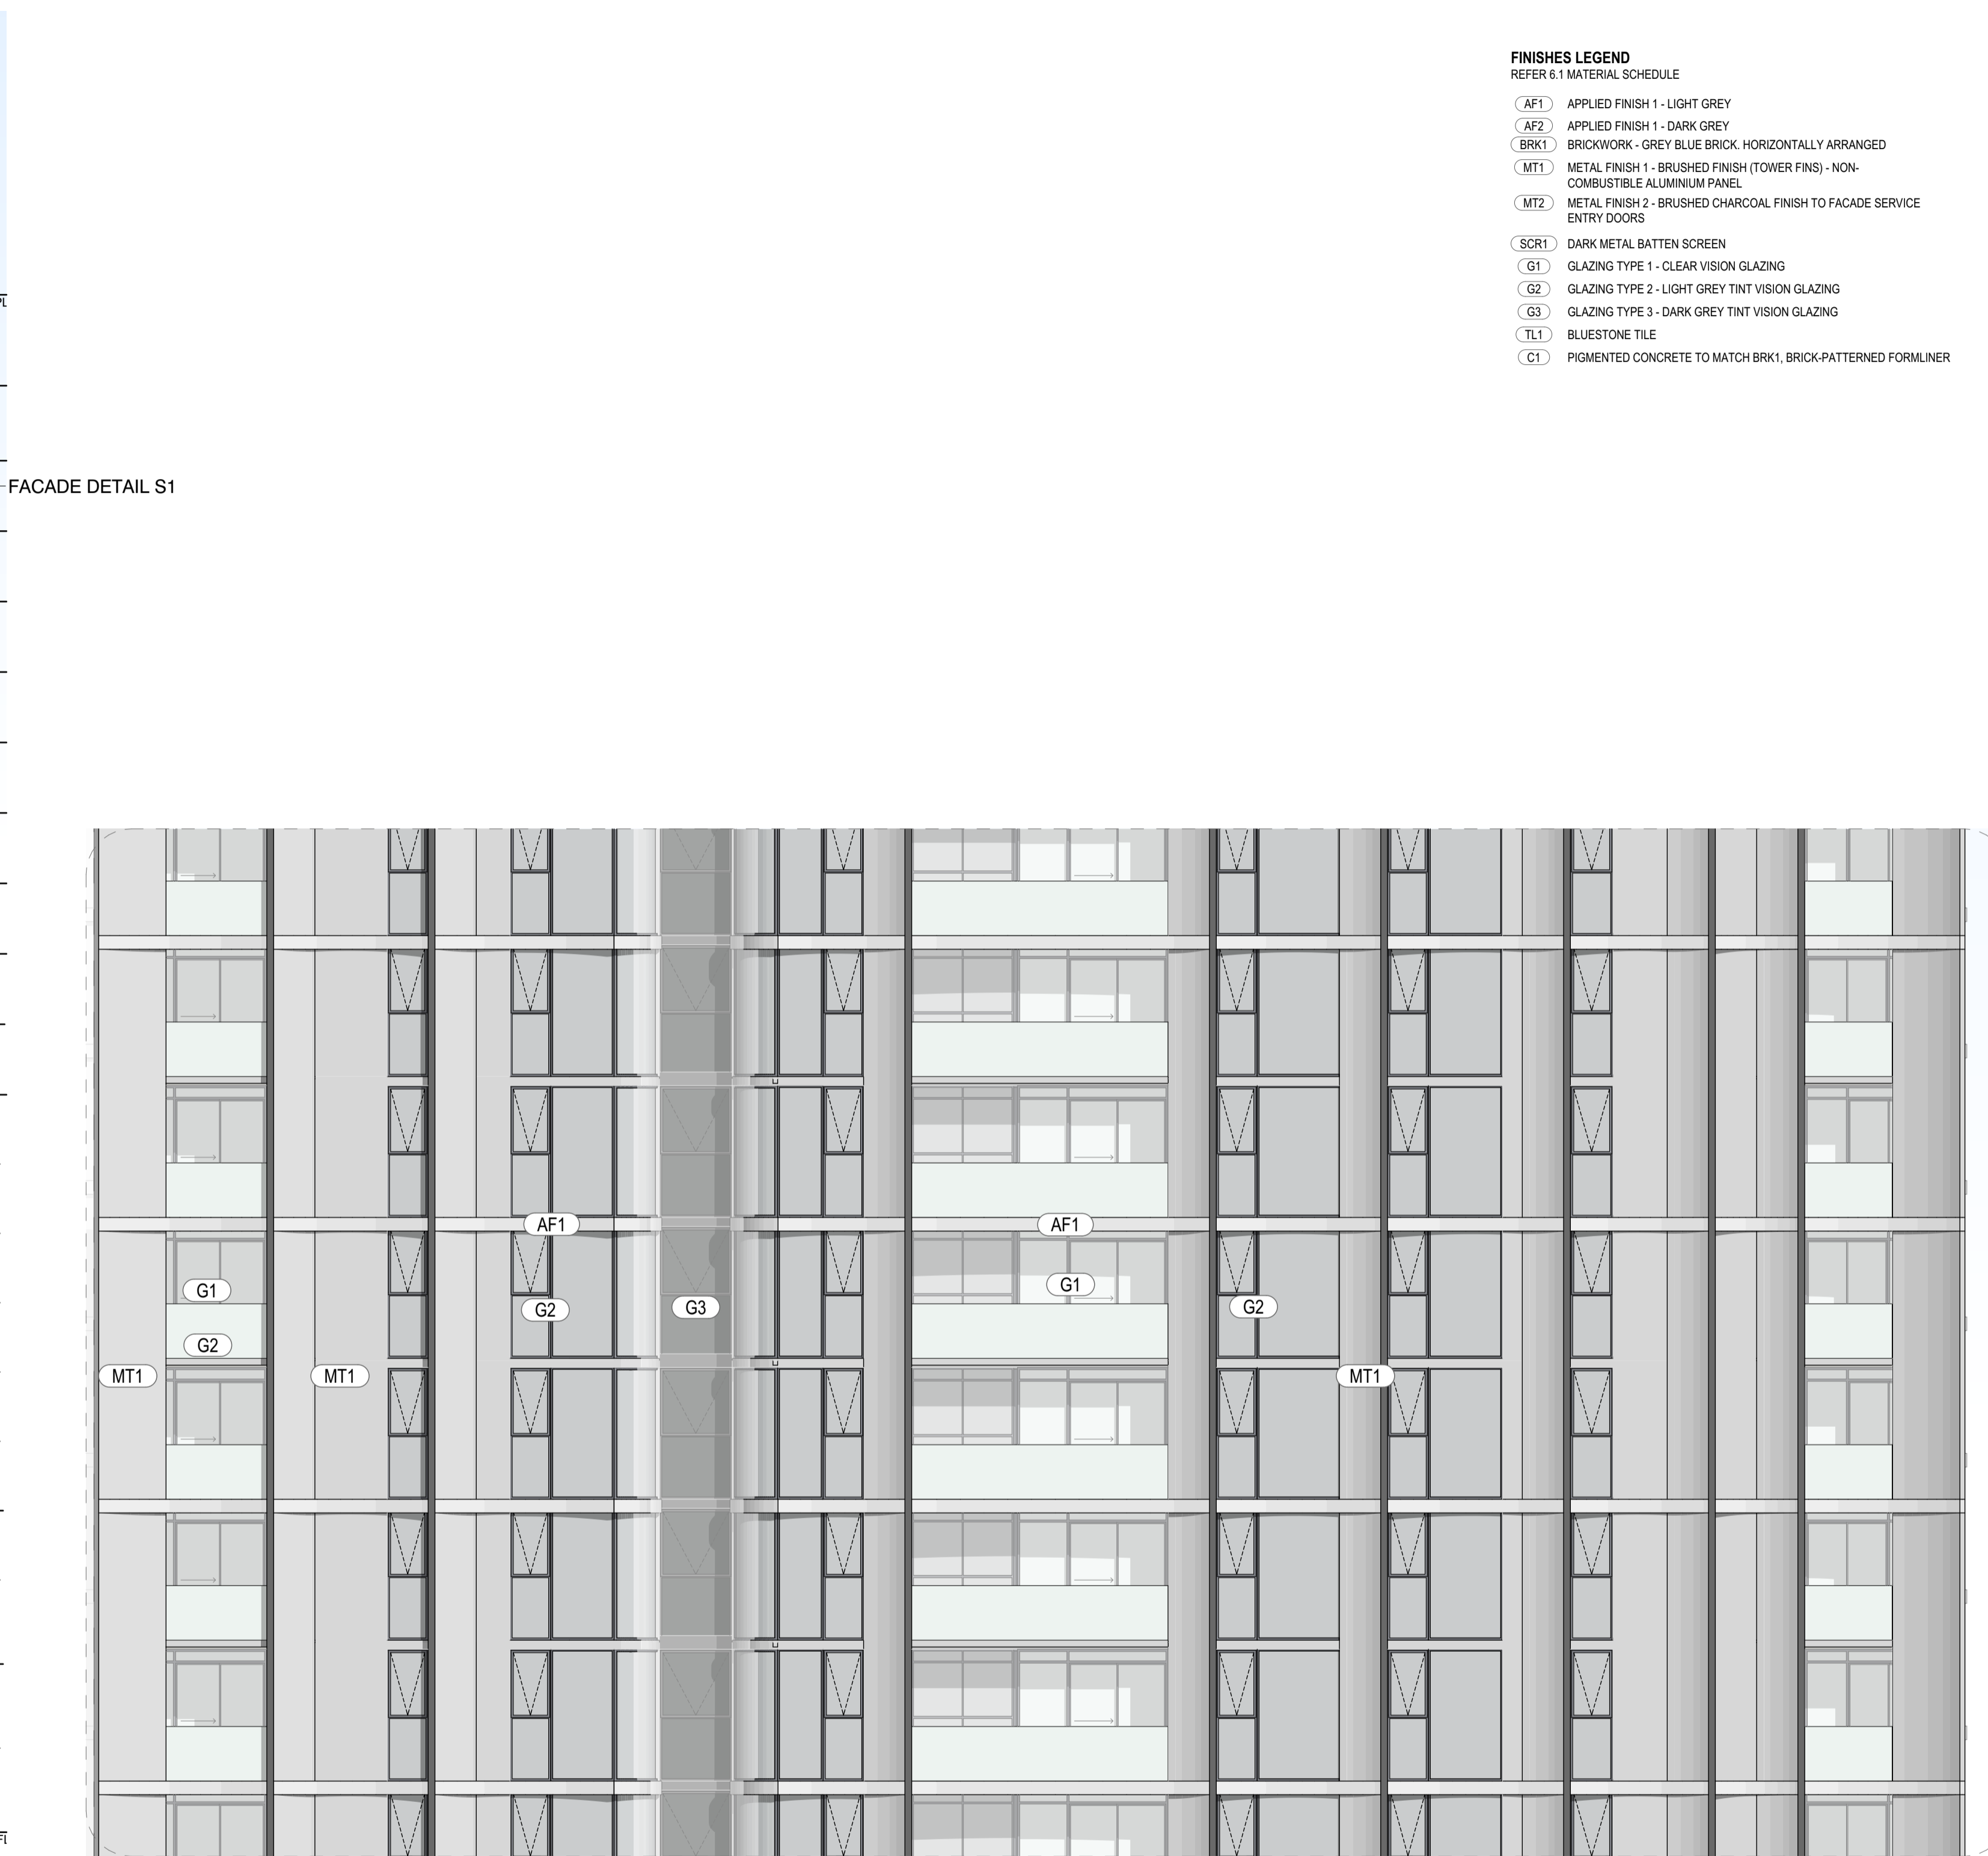 FINISHES LEGEND
REFER 6.1 MATERIAL SCHEDULE
AF1 APPLIED FINISH 1 - LIGHT GREY
AF2 APPLIED FINISH 1 - DARK GREY
BRK1 BRICKWORK - GREY BLUE BRICK. HORIZONTALLY ARRANGED
MT1 METAL FINISH 1 - BRUSHED FINISH (TOWER FINS) - NON-
COMBUSTIBLE ALUMINIUM PANEL
MT2 METAL FINISH 2 - BRUSHED CHARCOAL FINISH TO FACADE SERVICE
ENTRY DOORS
SCR1 DARK METAL BATTEN SCREEN
G1 GLAZING TYPE 1 - CLEAR VISION GLAZING
G2 GLAZING TYPE 2 - LIGHT GREY TINT VISION GLAZING
G3 GLAZING TYPE 3 - DARK GREY TINT VISION GLAZING
TL1 BLUESTONE TILE
C1 PIGMENTED CONCRETE TO MATCH BRK1, BRICK-PATTERNED FORMLINER
FACADE DETAIL S1
AF1 AF1
G1 G2 G3 G1 G2
G2
MT1 MT1 MT1